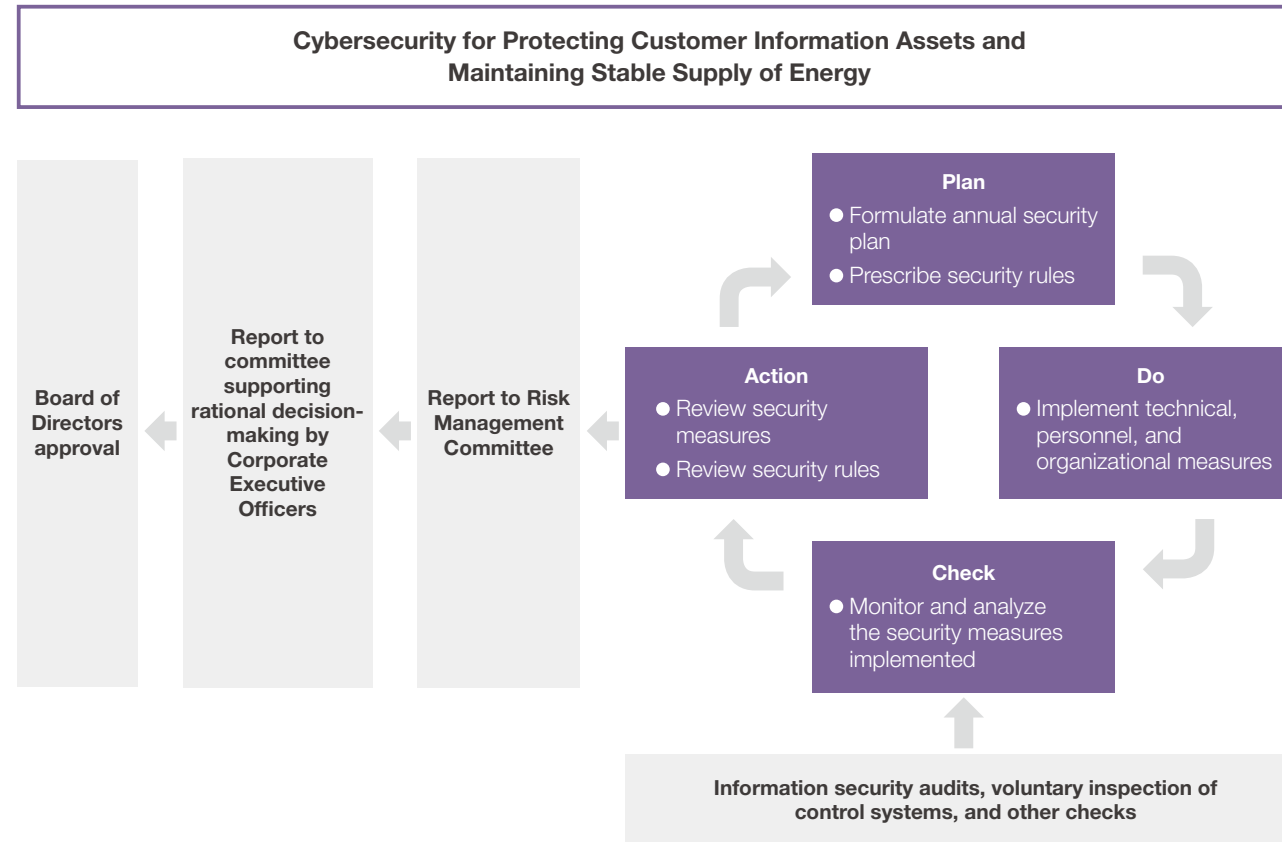 Cybersecurity for Protecting Customer Information Assets and
Maintaining Stable Supply of Energy
Board of
Directors
approval
Report to
committee
supporting
rational decision-
making by
Corporate
Executive
Officers
Report to Risk
Management
Committee
Plan
● Formulate annual security
plan
● Prescribe security rules
Action
● Review security
measures
● Review security rules
Do
● Implement technical,
personnel, and
organizational measures
Check
● Monitor and analyze
the security measures
implemented
Information security audits, voluntary inspection of
control systems, and other checks